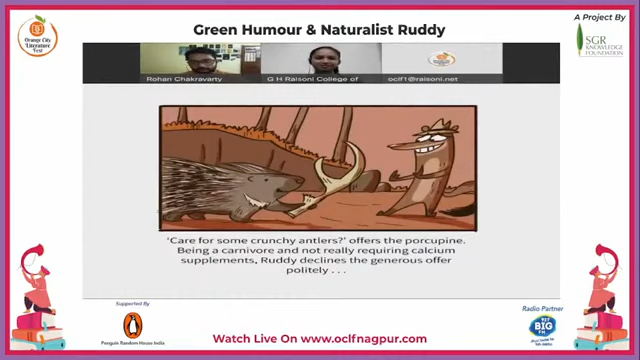 Green Humour & Naturalist Ruddy
Orange City
Literature
Fest
A Project By
SGR
KNOWLEDGE
FOUNDATION
Rohan Chakravarty
G H Raisoni College of
oclf1@raisoni.net
'Care for some crunchy antlers?' offers the porcupine.
Being a carnivore and not really requiring calcium
supplements, Ruddy declines the generous offer
politely . . .
Supported By
Penguin Random House India
Radio Partner
BIG
FM
Watch Live On www.oclfnagpur.com